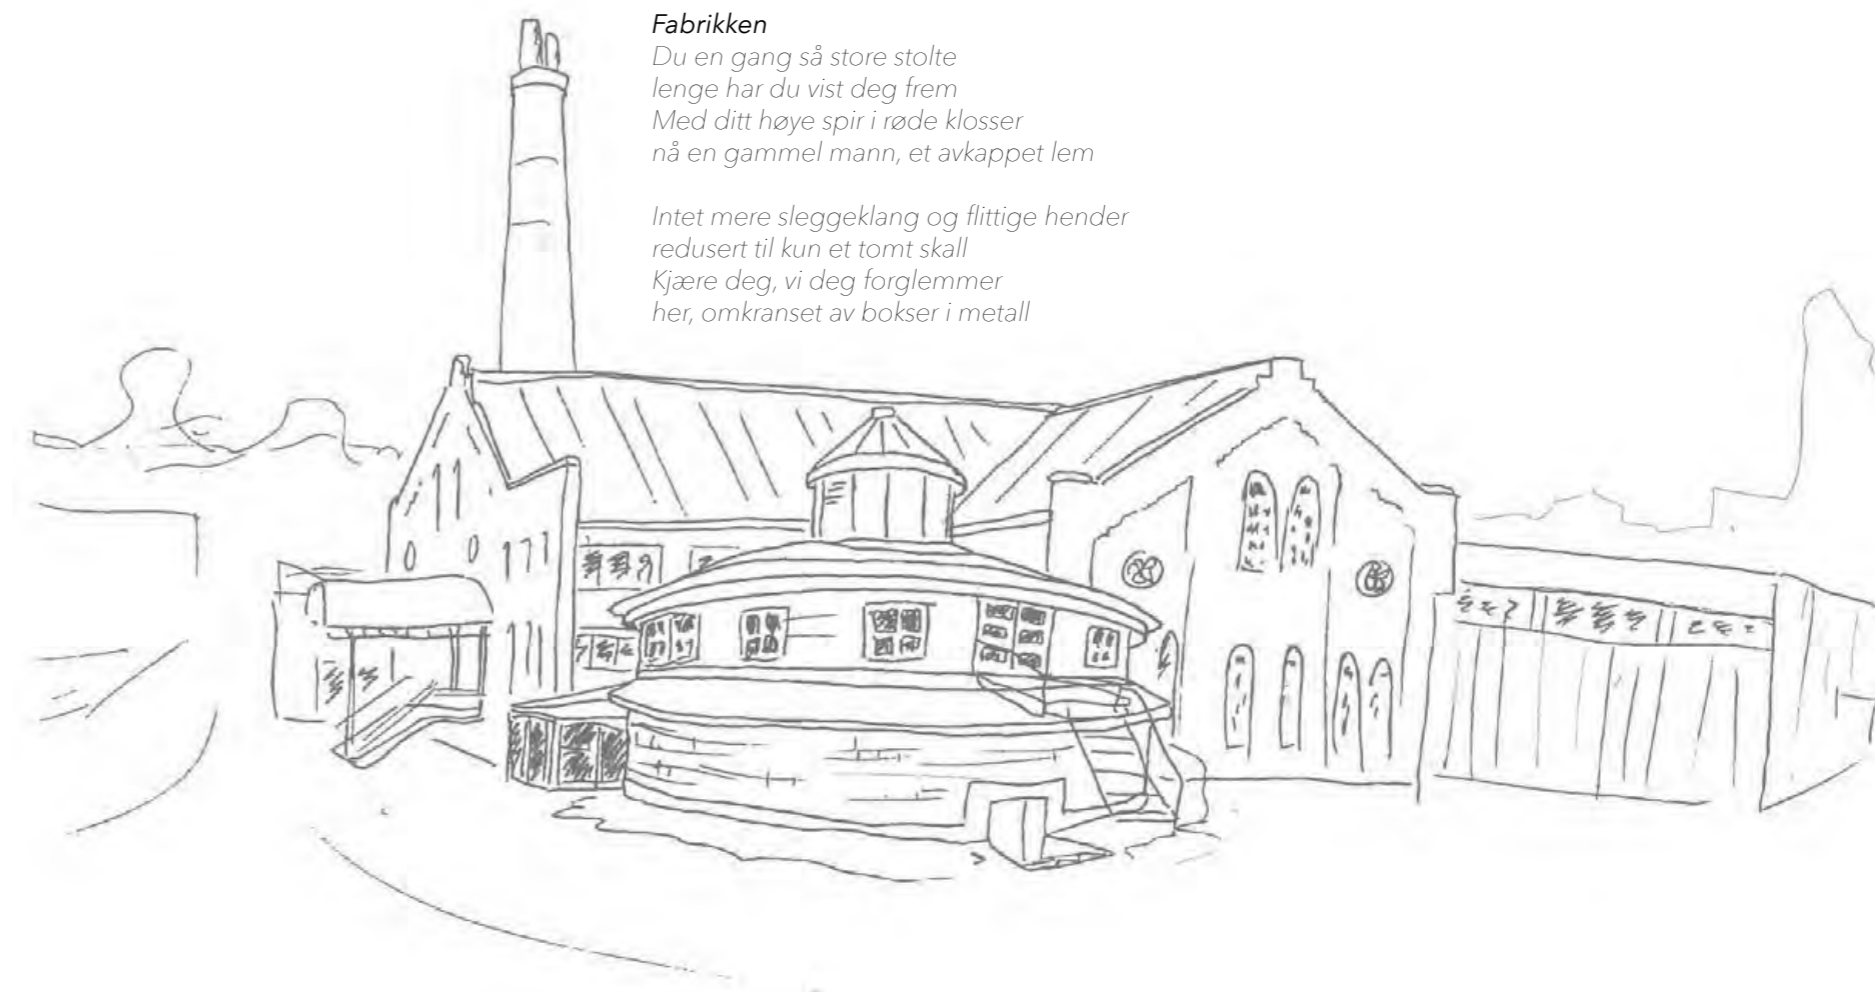 Fabrikken
Du en gang så store stolte
lenge har du vist deg frem
Med ditt høye spir i røde klosser
nå en gammel mann, et avkappet lem
Intet mere sleggeklang og flittige hender
redusert til kun et tomt skall
Kjære deg, vi deg forglemmer
her, omkranset av bokser i metall